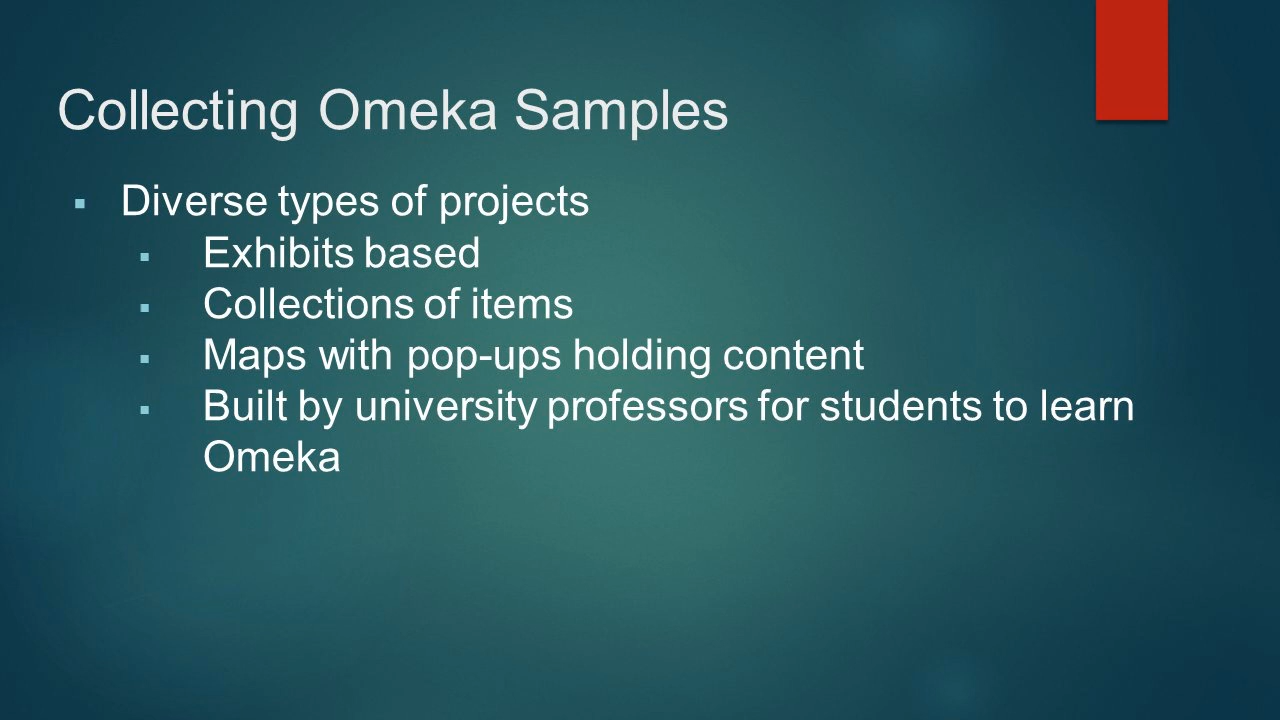 Collecting Omeka Samples
Diverse types of projects
Exhibits based
Collections of items
Maps with pop-ups holding content
Built by university professors for students to learn
Omeka